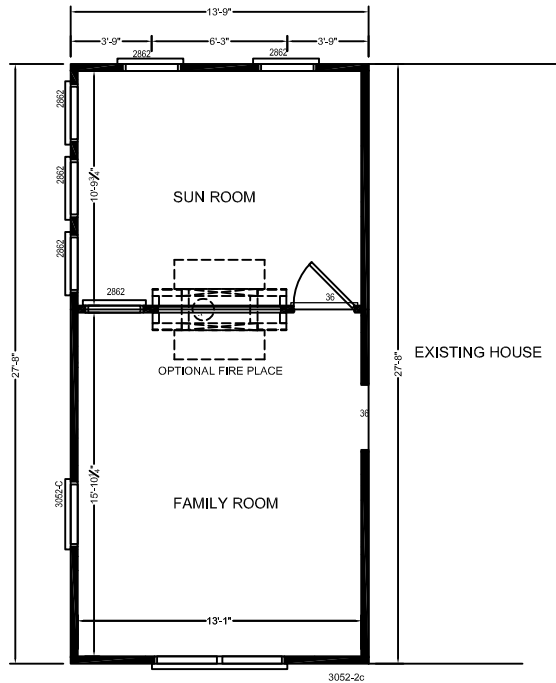 13'-9"
3'-9" 6'-3" 3'-9"
2862 2862
2862
10'-9¾"
2862
SUN ROOM
2862
2862
36
OPTIONAL FIRE PLACE
27'-8"
27'-8"
EXISTING HOUSE
36
15'-10¼"
3052-C
FAMILY ROOM
13'-1"
3052-2c